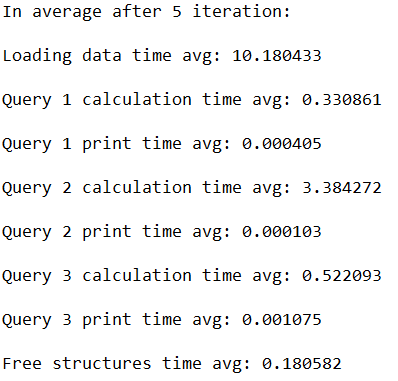 In average after 5 iteration:
Loading data time avg: 10.180433
Query 1 calculation time avg: 0.330861
Query 1 print time avg: 0.000405
Query 2 calculation time avg: 3.384272
Query 2 print time avg: 0.000103
Query 3 calculation time avg: 0.522093
Query 3 print time avg: 0.001075
Free structures time avg: 0.180582